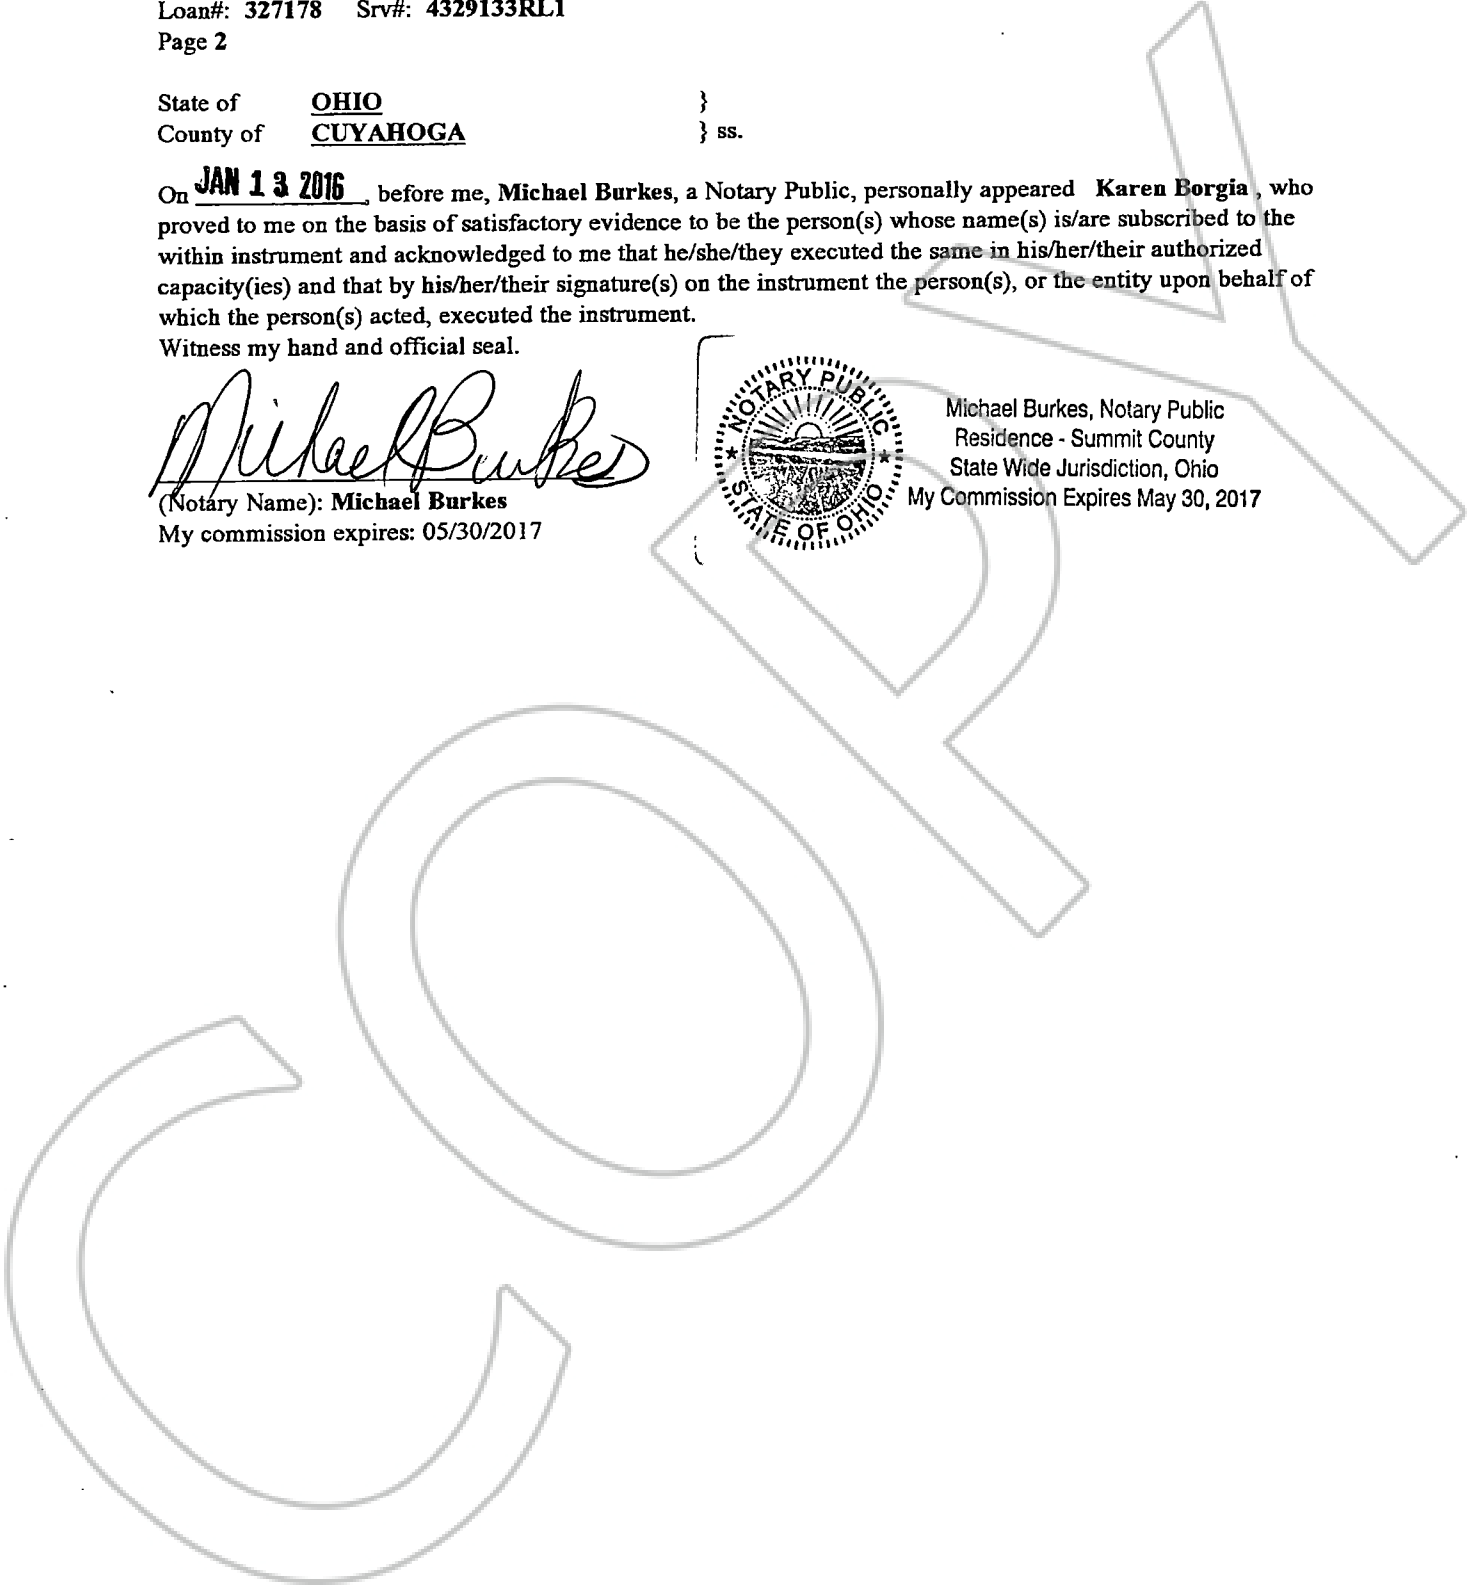 Loan#: 327178 Srv#: 4329133RL1
Page 2
State of OHIO }
County of CUYAHOGA } ss.
On JAN 13 2016, before me, Michael Burkes, a Notary Public, personally appeared Karen Borgia, who
proved to me on the basis of satisfactory evidence to be the person(s) whose name(s) is/are subscribed to the
within instrument and acknowledged to me that he/she/they executed the same in his/her/their authorized
capacity(ies) and that by his/her/their signature(s) on the instrument the person(s), or the entity upon behalf of
which the person(s) acted, executed the instrument.
Witness my hand and official seal.
Michael Burkes
(Notary Name): Michael Burkes
My commission expires: 05/30/2017
NOTARY PUBLIC
STATE OF OHIO
Michael Burkes, Notary Public
Residence - Summit County
State Wide Jurisdiction, Ohio
My Commission Expires May 30, 2017
COPY